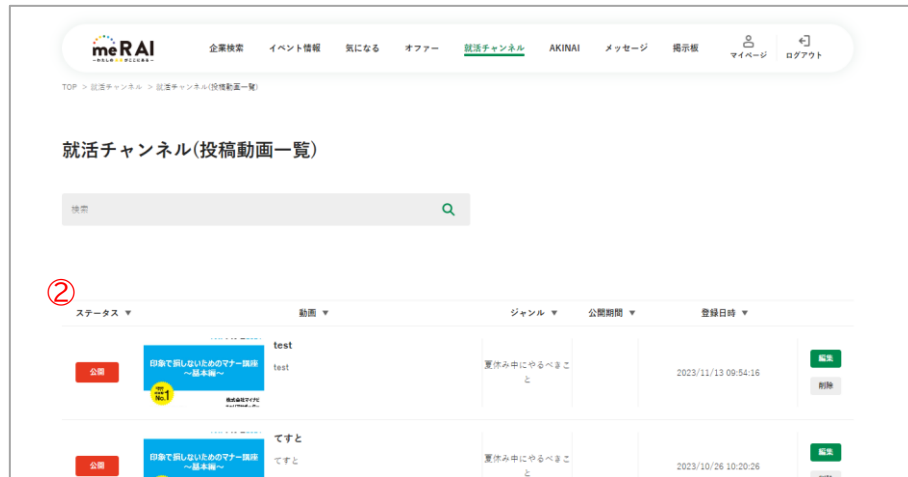 meRAI
企業検索 イベント情報 気になる オファー 就活チャンネル AKINAI メッセージ 掲示板 マイページ ログアウト
TOP > 就活チャンネル > 就活チャンネル(投稿動画一覧)
就活チャンネル(投稿動画一覧)
検索
②
ステータス ▼ 動画 ▼ ジャンル ▼ 公開期間 ▼ 登録日時 ▼
test
公開
印象で損しないためのマナー講座
～基本編～
No.1
test
夏休み中にやるべきこ
と
2023/11/13 09:54:16
編集
削除
てすと
公開
印象で損しないためのマナー講座
～基本編～
てすと
夏休み中にやるべきこ
と
2023/10/26 10:20:26
編集